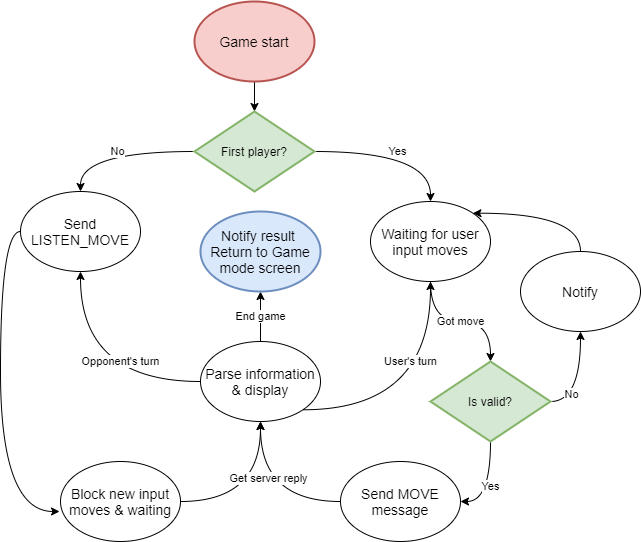 Game start
First player?
No
Yes
Send
LISTEN_MOVE
Notify result
Return to Game
mode screen
Waiting for user
input moves
Notify
End game
Got move
Opponent's turn
User's turn
Parse information
& display
Is valid?
No
Get server reply
Yes
Block new input
moves & waiting
Send MOVE
message